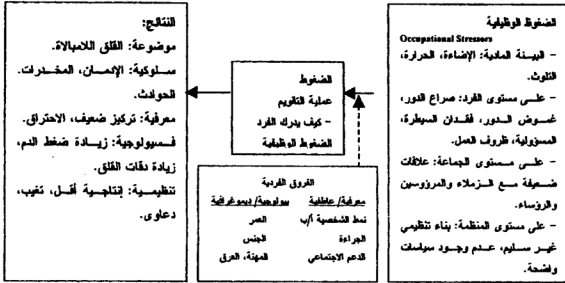 الضغوط الوظيفية
Occupational Stressors
- البيئة المادية: الإضاءة، الحرارة،
التلوث.
- على مستوى الفرد: صراع الدور،
غموض الدور، فقدان السيطرة،
المسؤولية، ظروف العمل.
- على مستوى الجماعة: علاقات
ضعيفة مع الزملاء والمرؤوسين
والرؤساء.
- على مستوى المنظمة: بناء تنظيمي
غير سليم، عدم وجود سياسات
واضحة.
الضغوط
عملية التقويم
- كيف يدرك الفرد
الضغوط الوظيفية
الفروق الفردية
معرفية/ عاطفية
نمط الشخصية أ/ب
الجراءة
الدعم الاجتماعي
بيولوجية/ ديموغرافية
العمر
الجنس
المهنة، العرق
النتائج:
موضوعة: القلق اللامبالاة.
سلوكية: الإدمان، المخدرات.
الحوادث.
معرفية: تركيز ضعيف، الاحتراق.
فسيولوجية: زيادة ضغط الدم،
زيادة دقات القلق.
تنظيمية: إنتاجية أقل، تغيب،
دعاوى.